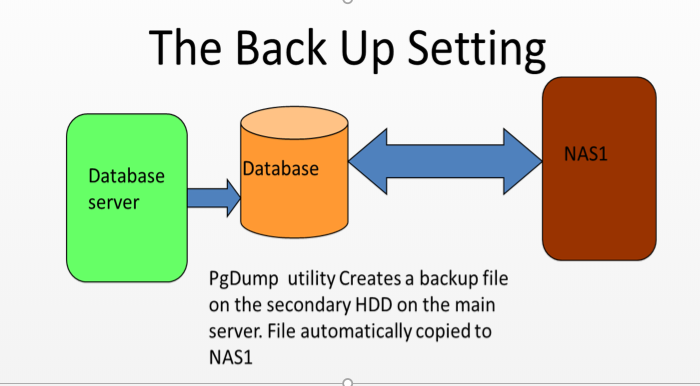 The Back Up Setting
Database
server
Database
NAS1
PgDump utility Creates a backup file
on the secondary HDD on the main
server. File automatically copied to
NAS1